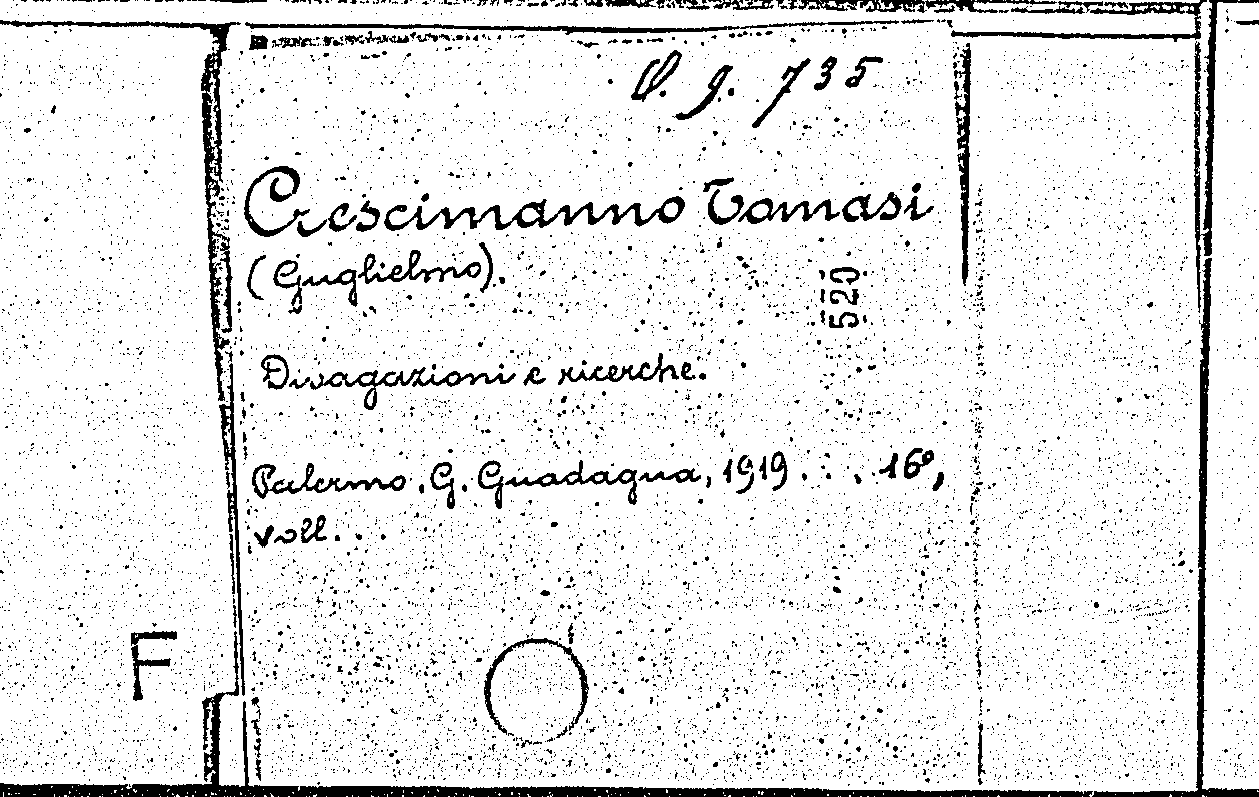 O. g. 735
Crescimanno Tomasi
(Guglielmo).
520
Divagazioni e ricerche.
Palermo, G. Guadagna, 1919 . . . 16°,
voll. . .
F